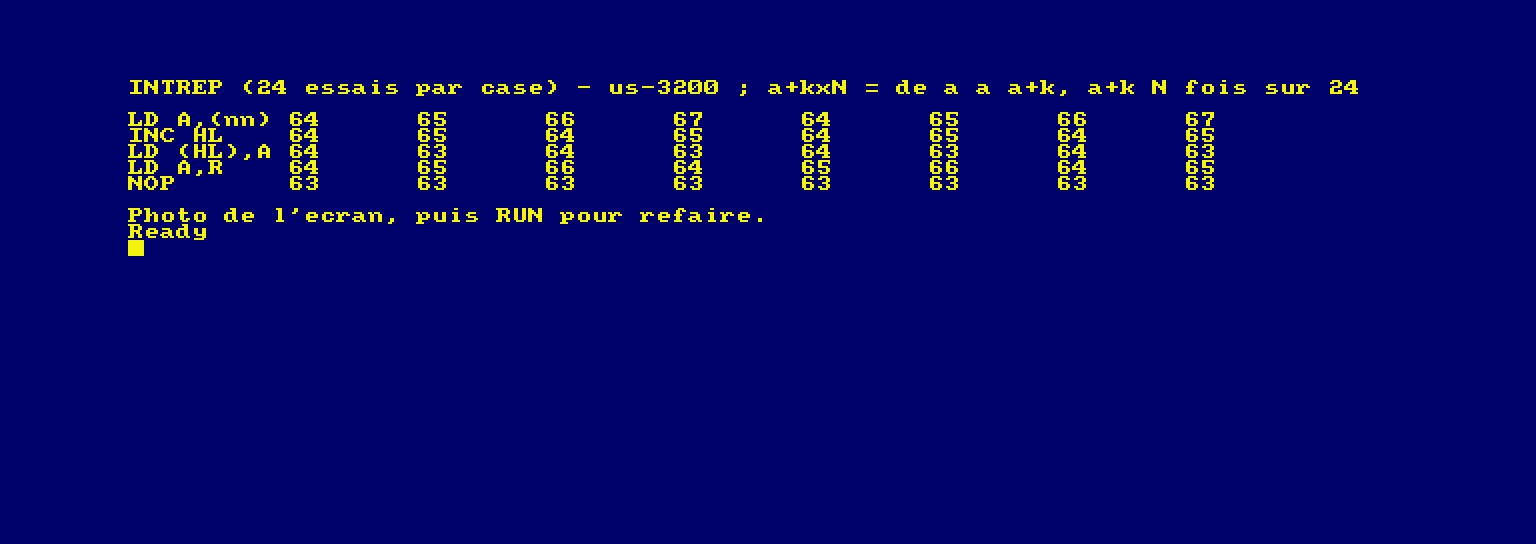 INTREP (24 essais par case) - us-3200 ; a+kxN = de a a a+k, a+k N fois sur 24
LD A,(nn) 64 65 66 67 64 65 66 67
INC HL 64 65 64 65 64 65 64 65
LD (HL),A 64 63 64 63 64 63 64 63
LD A,R 64 65 66 64 65 66 64 65
NOP 63 63 63 63 63 63 63 63
Photo de l'ecran, puis RUN pour refaire.
Ready